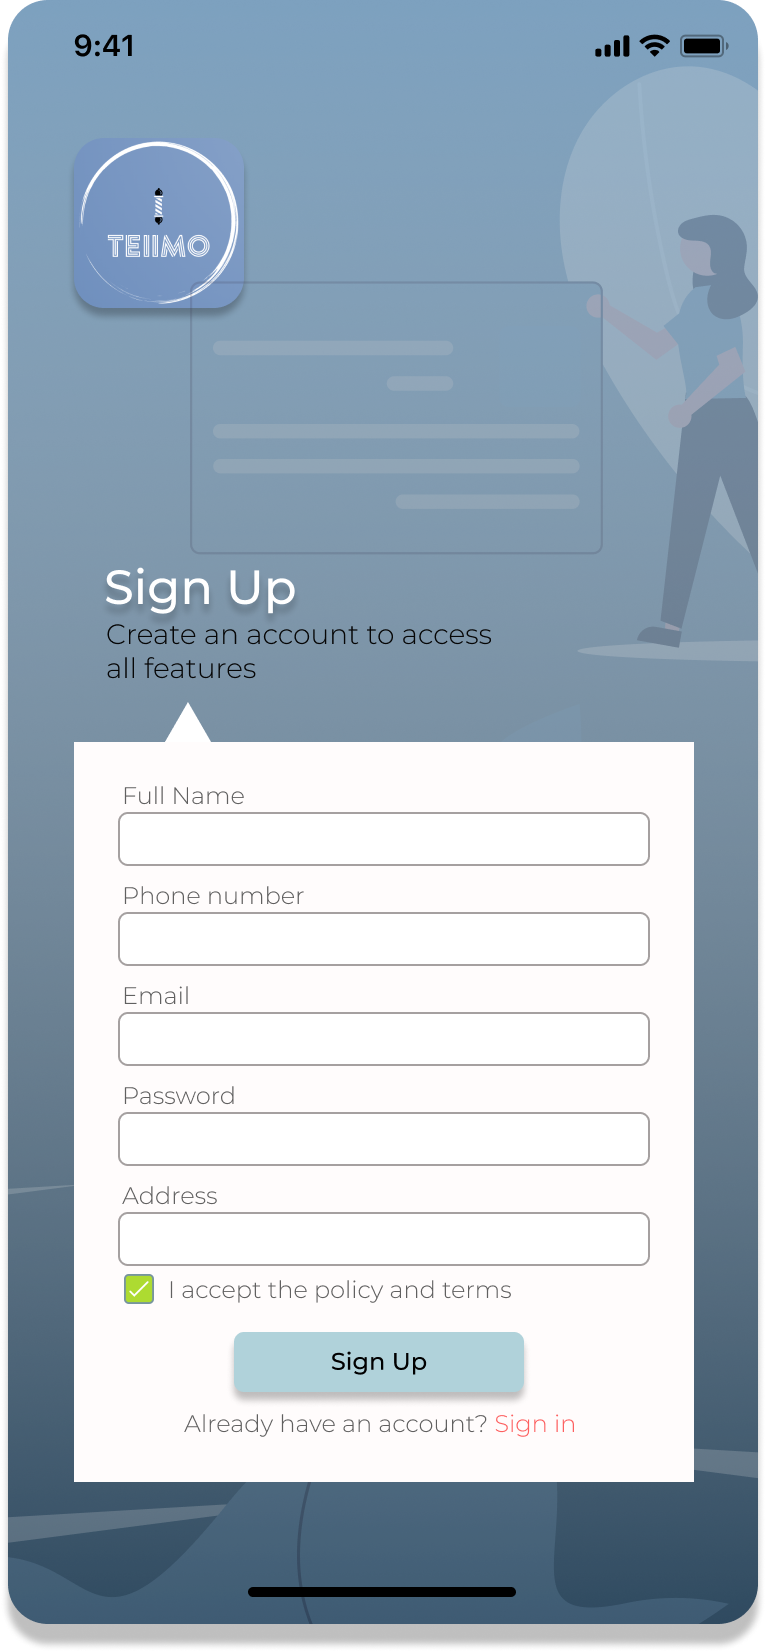 9:41
TEIIMO
Sign Up
Create an account to access
all features
Full Name
Phone number
Email
Password
Address
I accept the policy and terms
Sign Up
Already have an account? Sign in